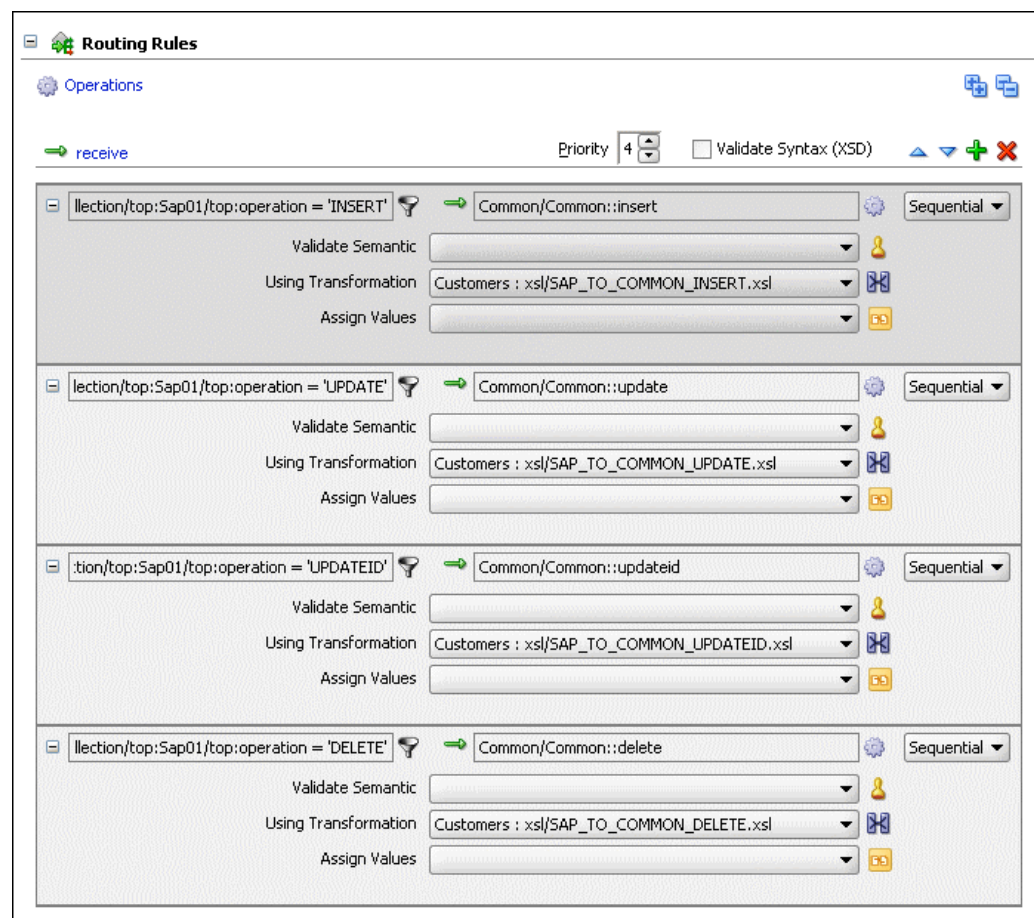 Routing Rules
Operations
receive Priority 4 Validate Syntax (XSD)
llection/top:Sap01/top:operation = 'INSERT' Common/Common::insert Sequential
Validate Semantic
Using Transformation Customers : xsl/SAP_TO_COMMON_INSERT.xsl
Assign Values
lection/top:Sap01/top:operation = 'UPDATE' Common/Common::update Sequential
Validate Semantic
Using Transformation Customers : xsl/SAP_TO_COMMON_UPDATE.xsl
Assign Values
:tion/top:Sap01/top:operation = 'UPDATEID' Common/Common::updateid Sequential
Validate Semantic
Using Transformation Customers : xsl/SAP_TO_COMMON_UPDATEID.xsl
Assign Values
llection/top:Sap01/top:operation = 'DELETE' Common/Common::delete Sequential
Validate Semantic
Using Transformation Customers : xsl/SAP_TO_COMMON_DELETE.xsl
Assign Values